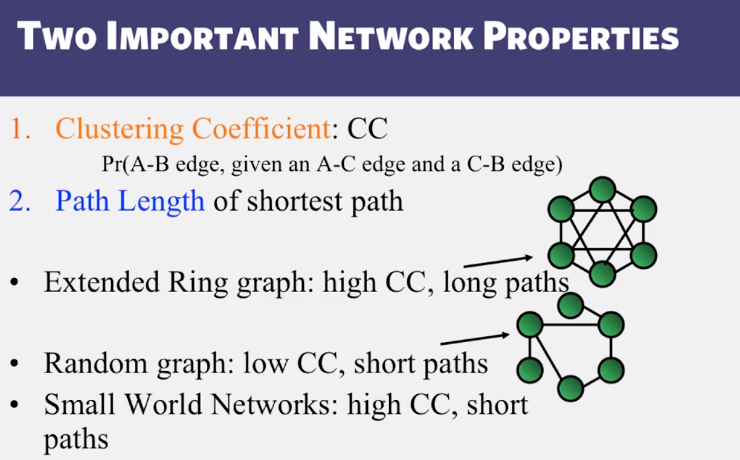 TWO IMPORTANT NETWORK PROPERTIES
1. Clustering Coefficient: CC
Pr(A-B edge, given an A-C edge and a C-B edge)
2. Path Length of shortest path
• Extended Ring graph: high CC, long paths
• Random graph: low CC, short paths
• Small World Networks: high CC, short
paths